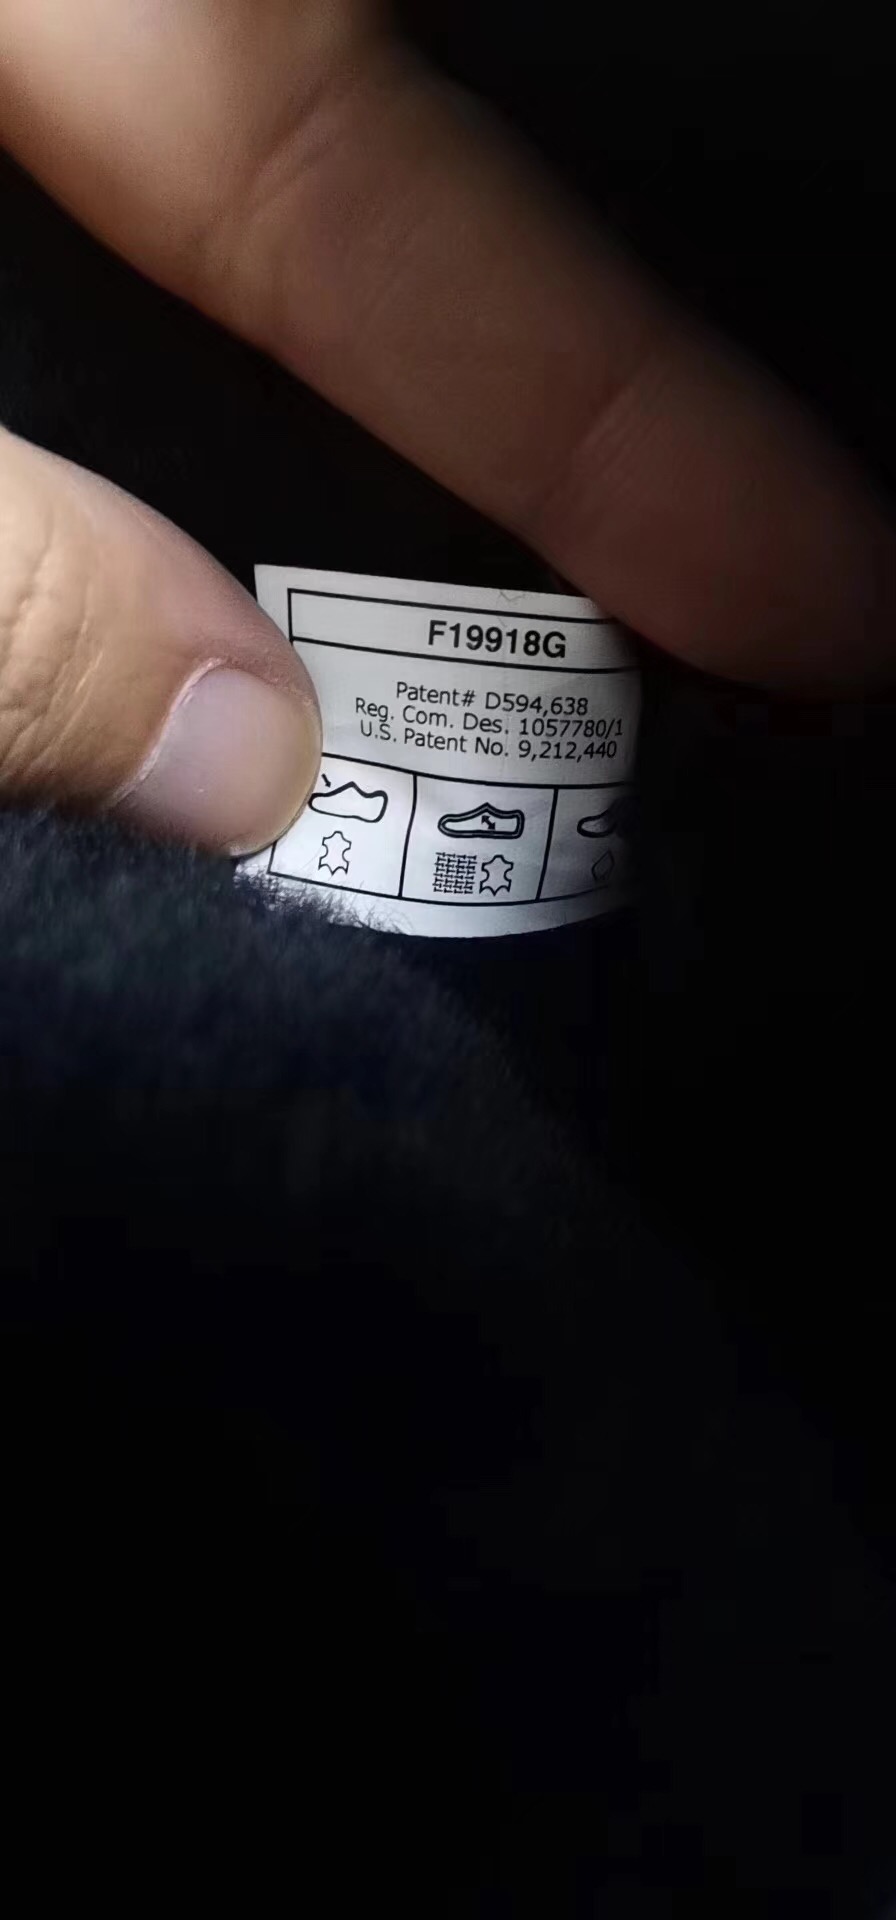 F19918G
Patent# D594,638
Reg. Com. Des. 1057780/1
U.S. Patent No. 9,212,440